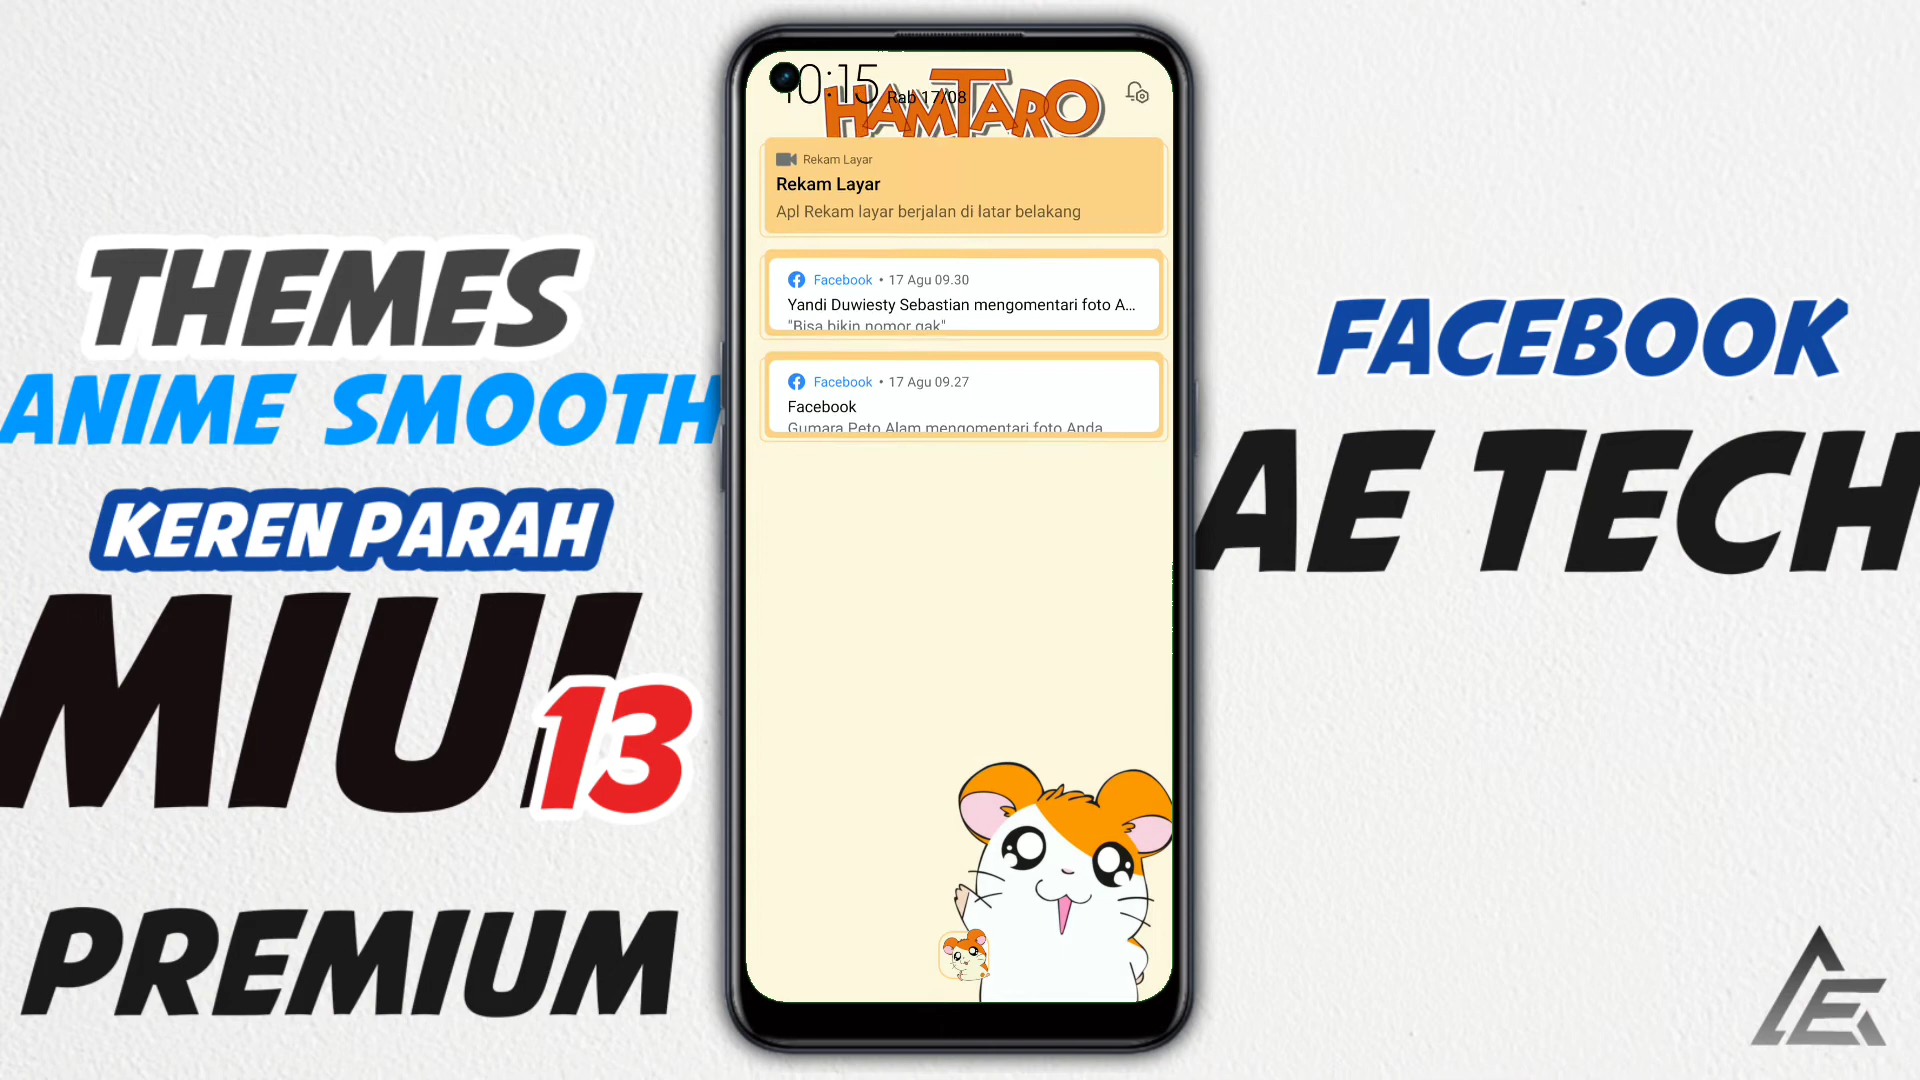 THEMES
ANIME SMOOTH
KEREN PARAH
MIUI
13
PREMIUM
10:15
Rab 17/08
HAMTARO
Rekam Layar
Rekam Layar
Apl Rekam layar berjalan di latar belakang
Facebook • 17 Agu 09.30
Yandi Duwiesty Sebastian mengomentari foto A...
"Bisa bikin nomor gak"
Facebook • 17 Agu 09.27
Facebook
Gumara Peto Alam mengomentari foto Anda
FACEBOOK
AE TECH
AE